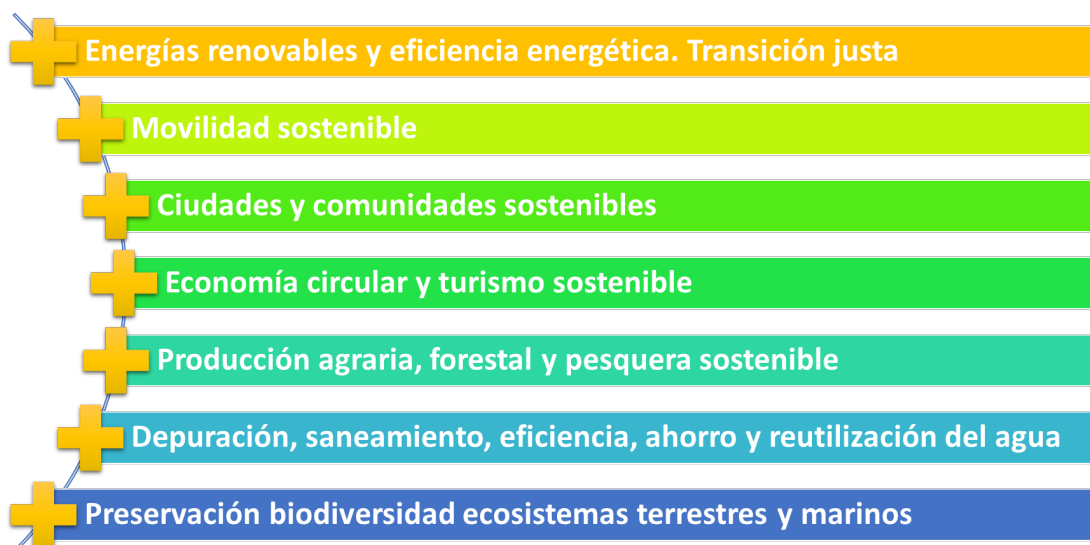 Energías renovables y eficiencia energética. Transición justa
Movilidad sostenible
Ciudades y comunidades sostenibles
Economía circular y turismo sostenible
Producción agraria, forestal y pesquera sostenible
Depuración, saneamiento, eficiencia, ahorro y reutilización del agua
Preservación biodiversidad ecosistemas terrestres y marinos